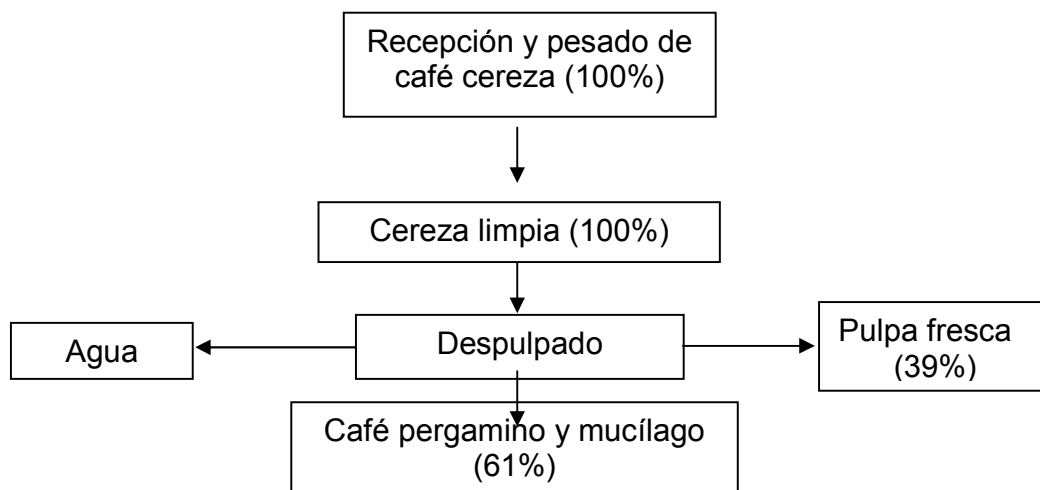 Recepción y pesado de
café cereza (100%)
Cereza limpia (100%)
Agua
Despulpado
Pulpa fresca
(39%)
Café pergamino y mucílago
(61%)